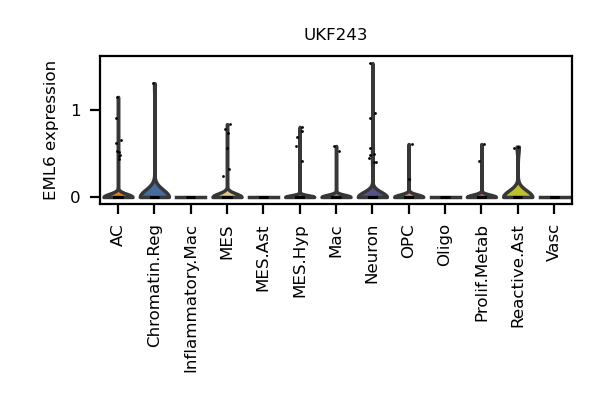 UKF243
EML6 expression
1
0
AC
Chromatin.Reg
Inflammatory.Mac
MES
MES.Ast
MES.Hyp
Mac
Neuron
OPC
Oligo
Prolif.Metab
Reactive.Ast
Vasc